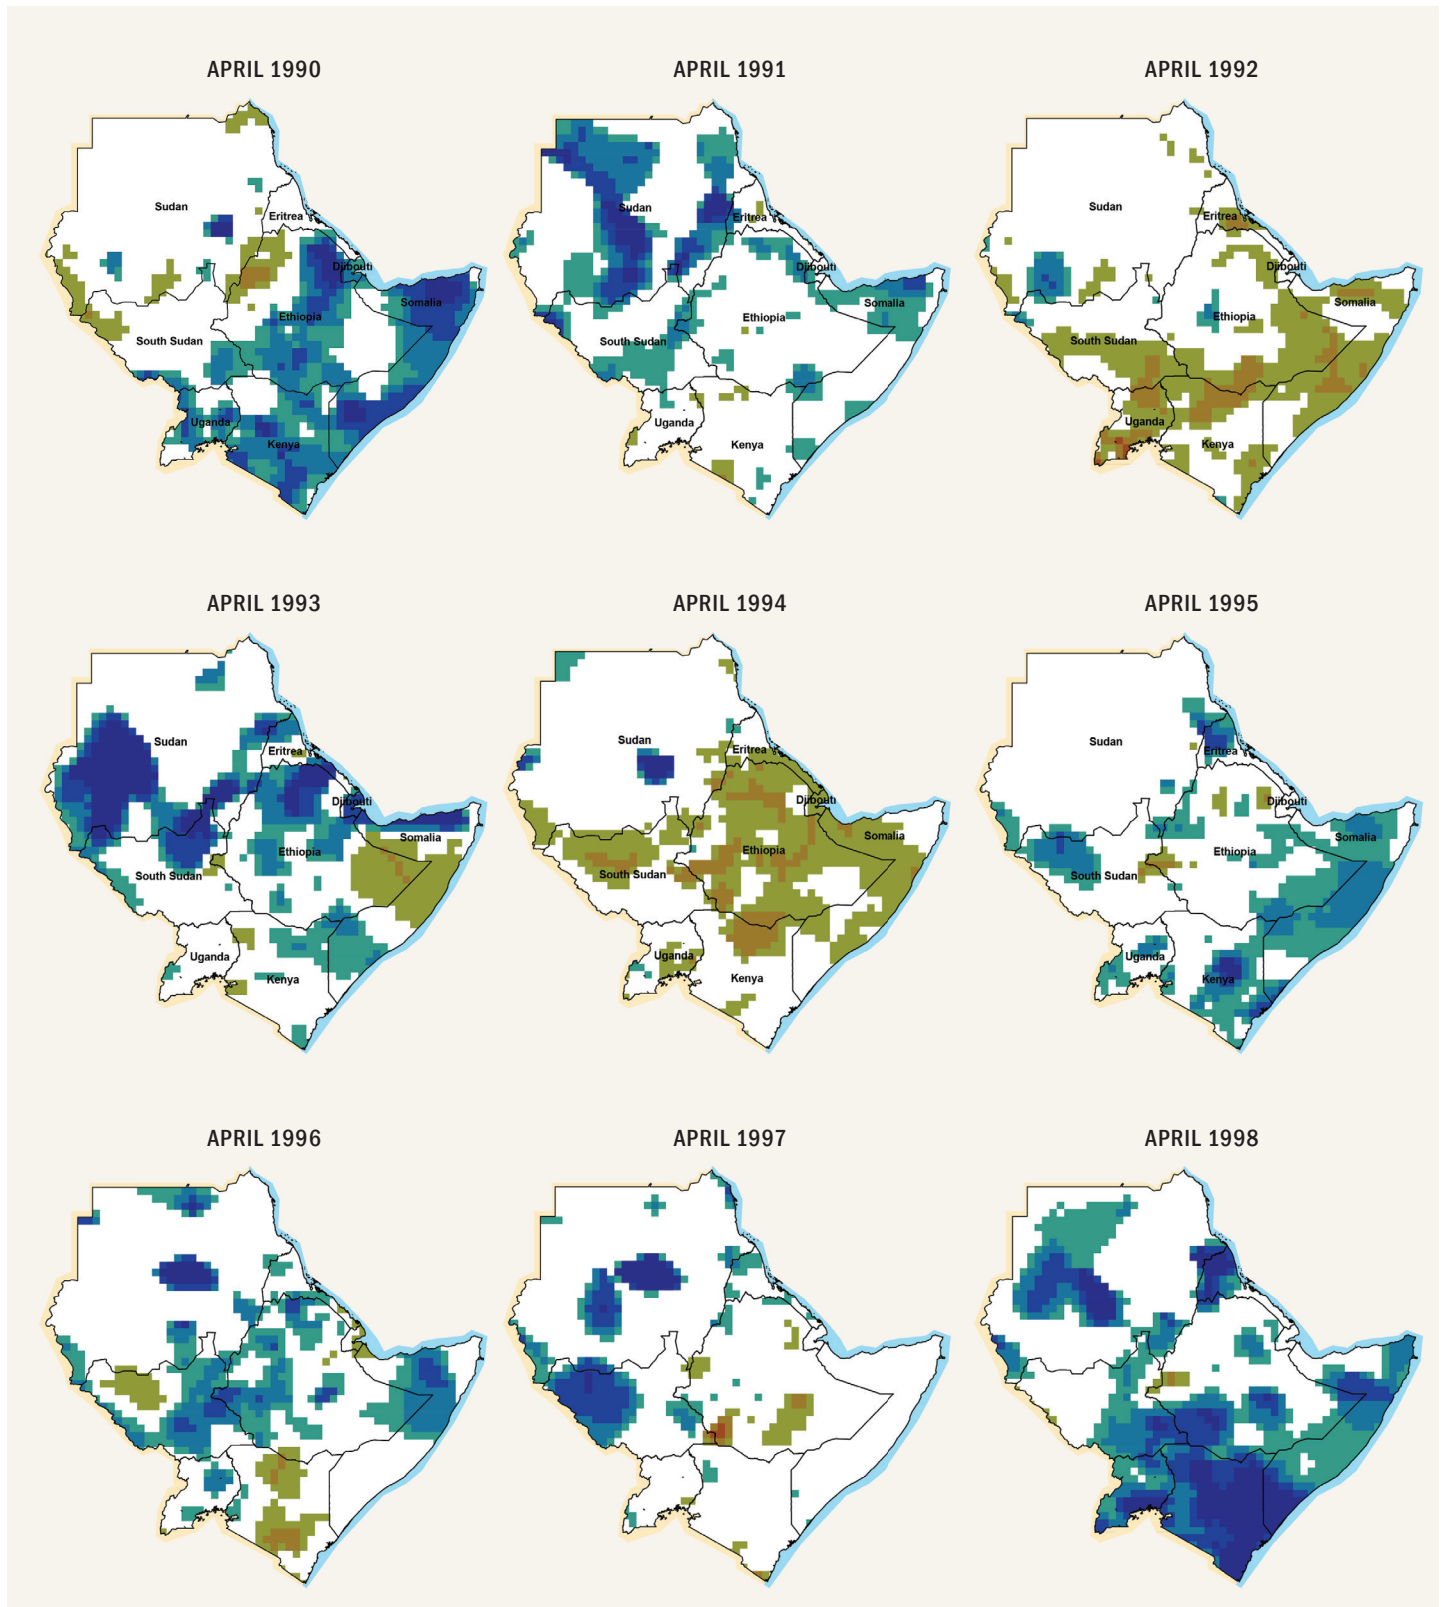 APRIL 1990
APRIL 1991
APRIL 1992
Sudan
Eritrea
Djibouti
Somalia
Ethiopia
South Sudan
Uganda
Kenya
Sudan
Eritrea
Djibouti
Somalia
Ethiopia
South Sudan
Uganda
Kenya
Sudan
Eritrea
Djibouti
Somalia
Ethiopia
South Sudan
Uganda
Kenya
APRIL 1993
APRIL 1994
APRIL 1995
Sudan
Eritrea
Djibouti
Somalia
Ethiopia
South Sudan
Uganda
Kenya
Sudan
Eritrea
Djibouti
Somalia
Ethiopia
South Sudan
Uganda
Kenya
Sudan
Eritrea
Djibouti
Somalia
Ethiopia
South Sudan
Uganda
Kenya
APRIL 1996
APRIL 1997
APRIL 1998